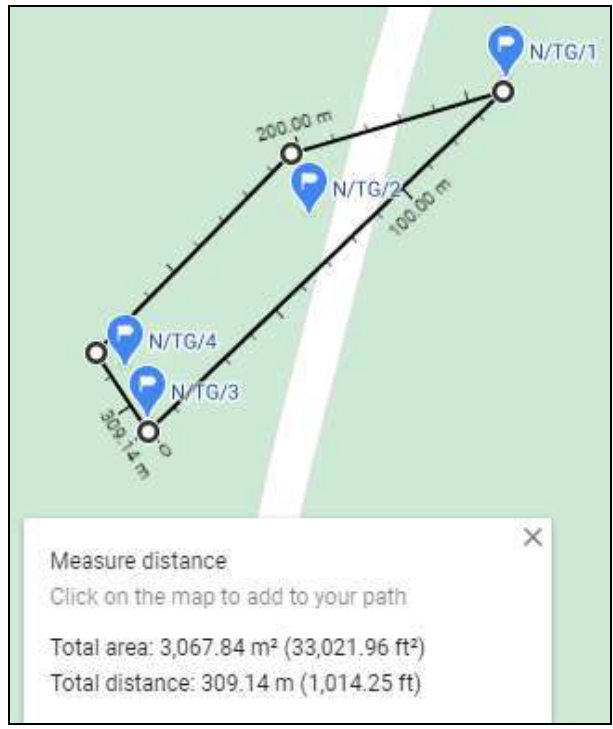 N/TG/1
200.00 m
N/TG/2
100.00 m
N/TG/4
N/TG/3
309.14 m
0
Measure distance
Click on the map to add to your path
Total area: 3,067.84 m² (33,021.96 ft²)
Total distance: 309.14 m (1,014.25 ft)